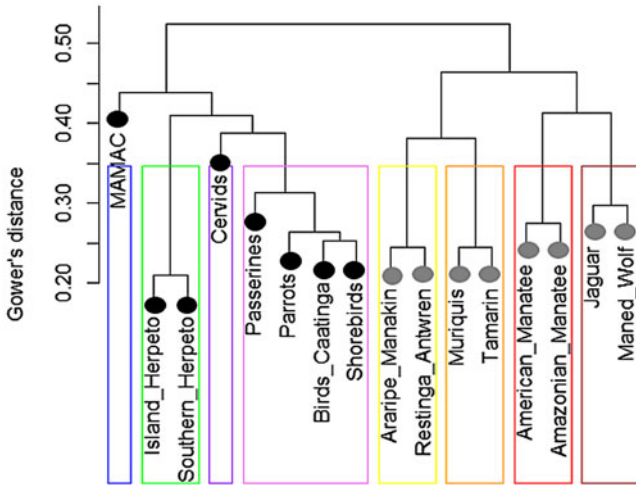 Gower's distance
0.50
0.40
0.30
0.20
MAMAC
Island_Herpeto
Southern_Herpeto
Cervids
Passerines
Parrots
Birds_Caatinga
Shorebirds
Araripe_Manakin
Restinga_Antwren
Muriquis
Tamarin
American_Manatee
Amazonian_Manatee
Jaguar
Maned_Wolf